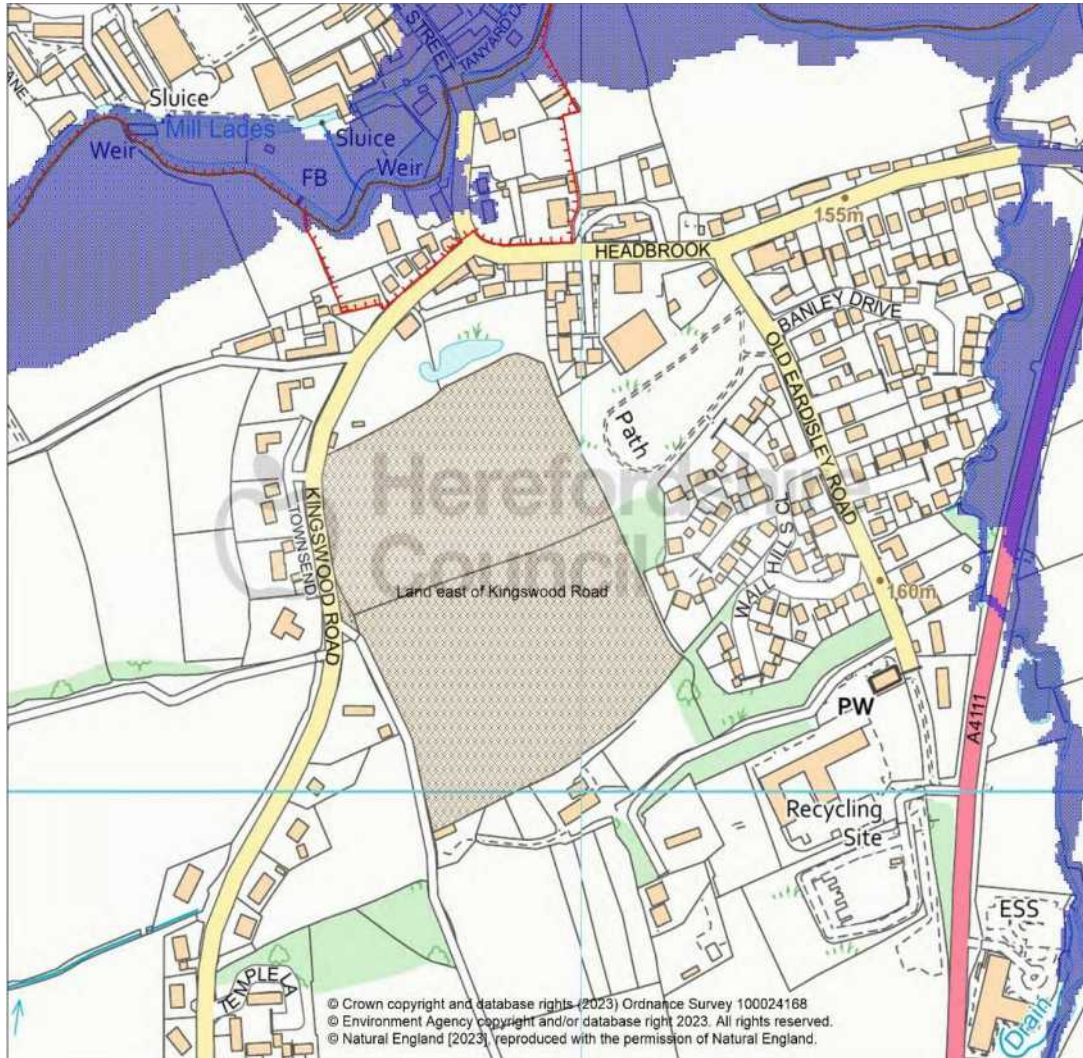 STREET
TANYARD
ANE
Sluice
Mill Lades
Sluice
Weir
Weir
FB
155m
HEADBROOK
BANLEY DRIVE
OLD EARDISLEY ROAD
Path
Herefordshire
Council
KINGSWOOD ROAD
(TOWNSEND)
Land east of Kingswood Road
WALL HILL S CL
160m
PW
A4111
Recycling
Site
ESS
TEMPLE LA
Drain
© Crown copyright and database rights (2023) Ordnance Survey 100024168
© Environment Agency copyright and/or database right 2023. All rights reserved.
© Natural England [2023], reproduced with the permission of Natural England.